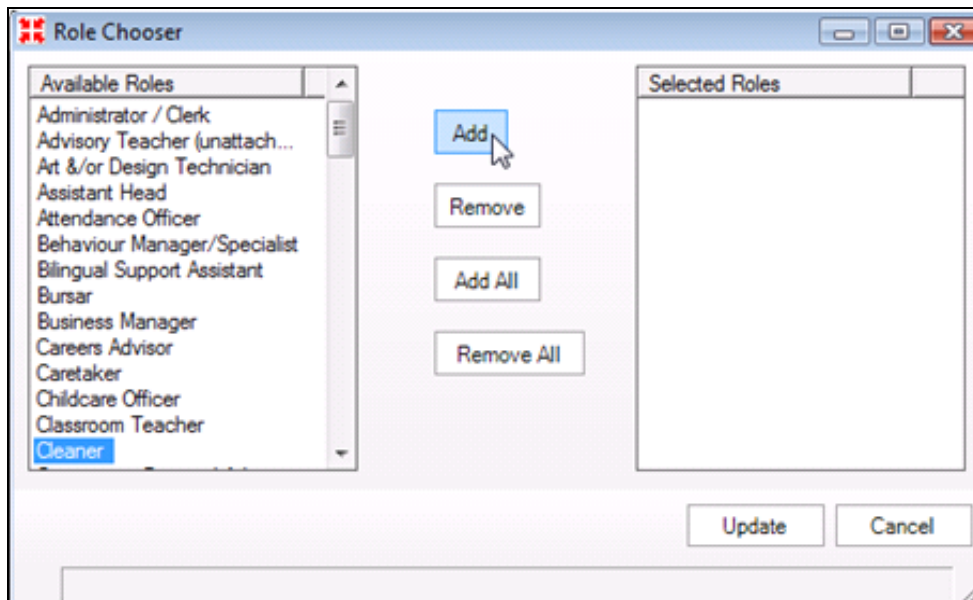 Role Chooser
Available Roles
Administrator / Clerk
Advisory Teacher (unattach...
Art &/or Design Technician
Assistant Head
Attendance Officer
Behaviour Manager/Specialist
Bilingual Support Assistant
Bursar
Business Manager
Careers Advisor
Caretaker
Childcare Officer
Classroom Teacher
Cleaner
Add
Remove
Add All
Remove All
Selected Roles
Update
Cancel